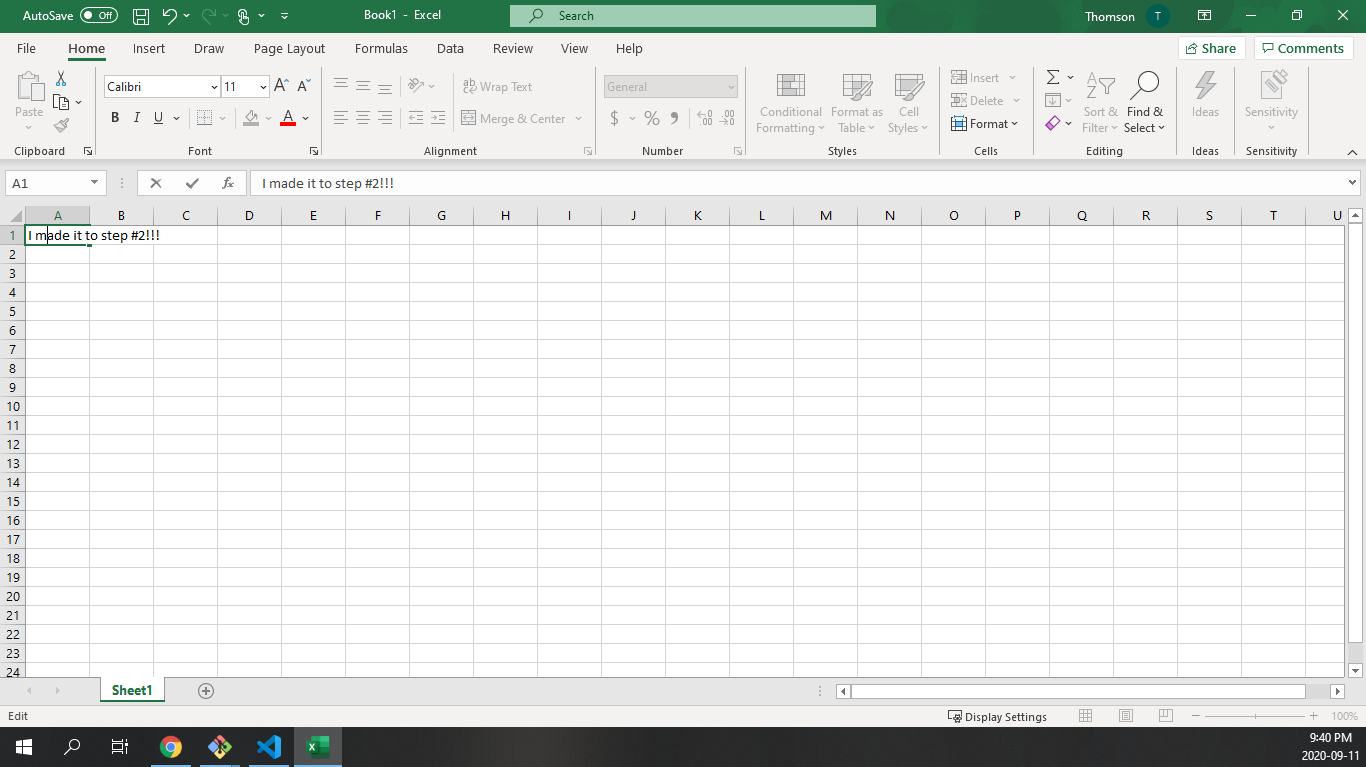 AutoSave Off Book1 - Excel Search Thomson T
File Home Insert Draw Page Layout Formulas Data Review View Help Share Comments
Calibri 11 ab Wrap Text General Insert Σ
Paste Conditional Format as Cell Delete Sort & Find & Ideas Sensitivity
B I U A Merge & Center $ % Formatting Table Styles Format Filter Select
Clipboard Font Alignment Number Styles Cells Editing Ideas Sensitivity
A1 fx I made it to step #2!!!
A B C D E F G H I J K L M N O P Q R S T U
1 I made it to step #2!!!
2
3
4
5
6
7
8
9
10
11
12
13
14
15
16
17
18
19
20
21
22
23
24
Sheet1
Edit Display Settings 100%
9:40 PM
2020-09-11